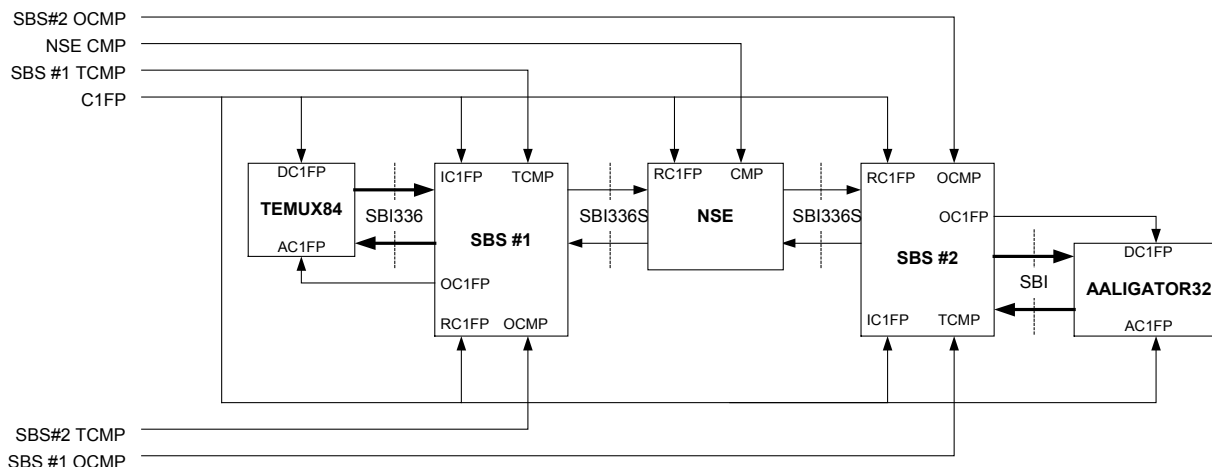 SBS#2 OCMP
NSE CMP
SBS #1 TCMP
C1FP
DC1FP
TEMUX84
AC1FP
SBI336
IC1FP TCMP
SBS #1
OC1FP
RC1FP OCMP
SBI336S
RC1FP CMP
NSE
SBI336S
RC1FP OCMP
OC1FP
SBS #2
IC1FP TCMP
SBI
DC1FP
AALIGATOR32
AC1FP
SBS#2 TCMP
SBS #1 OCMP